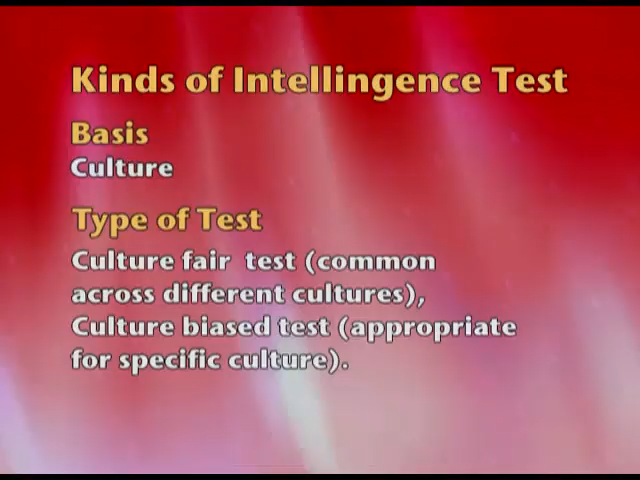 Kinds of Intellingence Test
Basis
Culture
Type of Test
Culture fair test (common
across different cultures),
Culture biased test (appropriate
for specific culture).